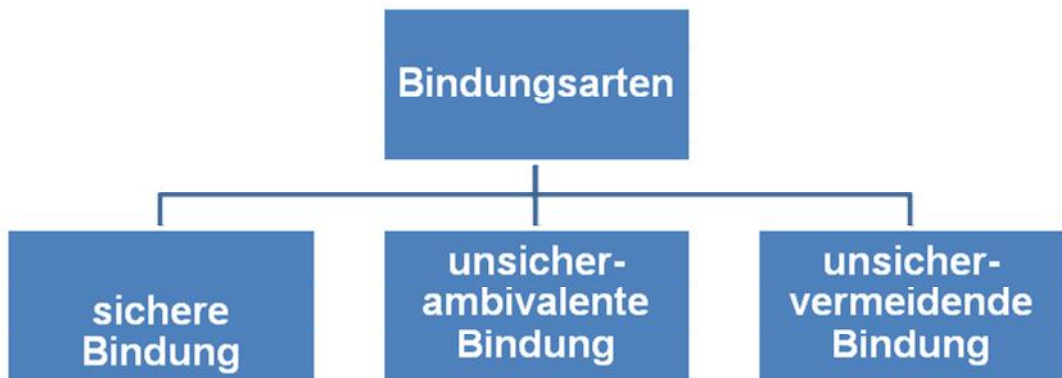 Bindungsarten
sichere
Bindung
unsicher-
ambivalente
Bindung
unsicher-
vermeidende
Bindung